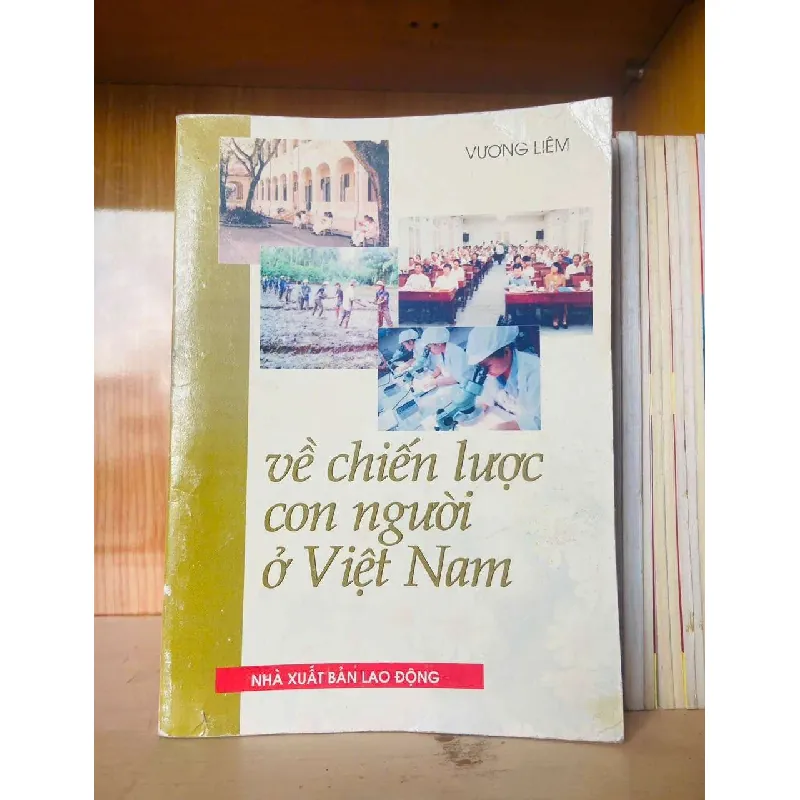 VƯƠNG LIÊM
về chiến lược
con người
ở Việt Nam
NHÀ XUẤT BẢN LAO ĐỘNG